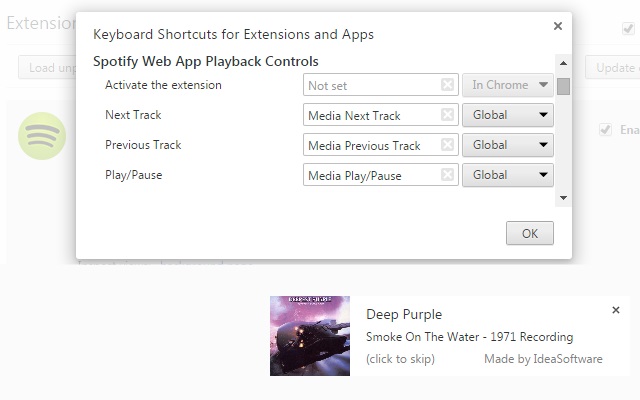 Extension
Keyboard Shortcuts for Extensions and Apps
Load unp
Update
Spotify Web App Playback Controls
Activate the extension Not set In Chrome
Next Track Media Next Track Global
Previous Track Media Previous Track Global
Ena
Play/Pause Media Play/Pause Global
OK
Deep Purple
Smoke On The Water - 1971 Recording
(click to skip) Made by IdeaSoftware